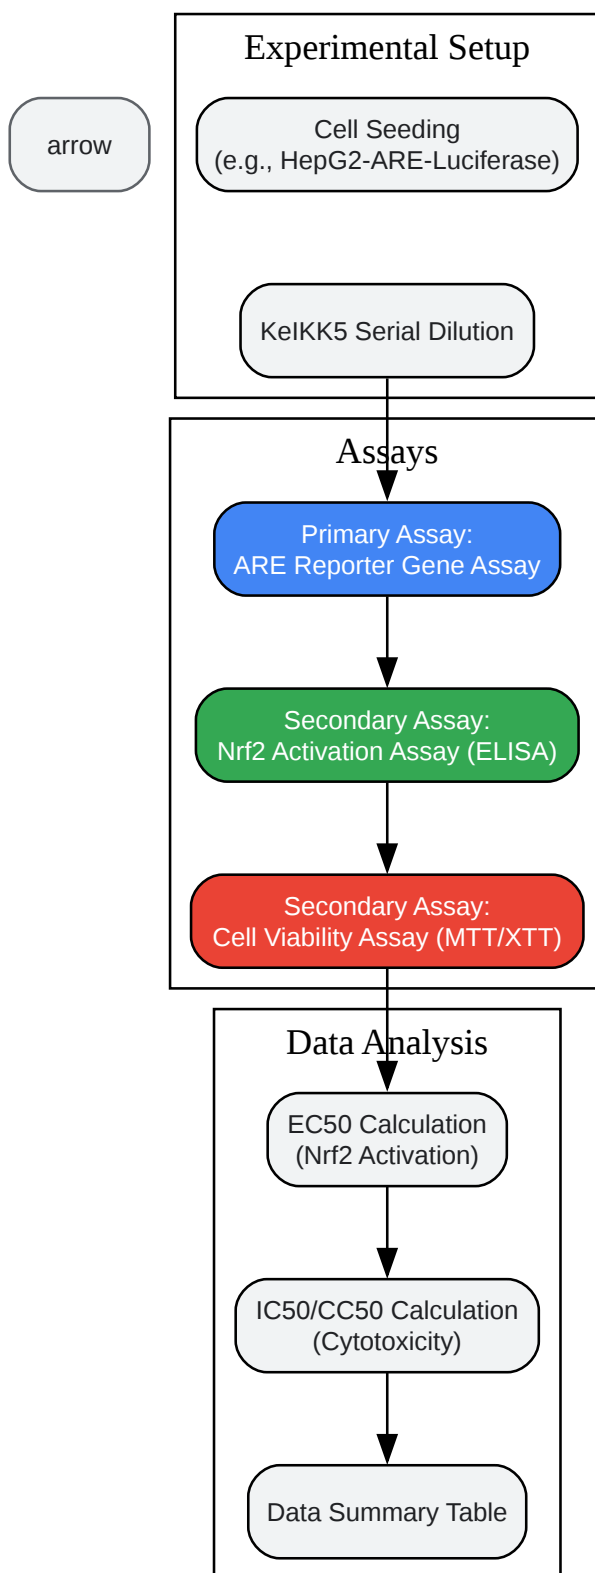 Experimental Setup
arrow
Cell Seeding
(e.g., HepG2-ARE-Luciferase)
KeIKK5 Serial Dilution
Assays
Primary Assay:
ARE Reporter Gene Assay
Secondary Assay:
Nrf2 Activation Assay (ELISA)
Secondary Assay:
Cell Viability Assay (MTT/XTT)
Data Analysis
EC50 Calculation
(Nrf2 Activation)
IC50/CC50 Calculation
(Cytotoxicity)
Data Summary Table